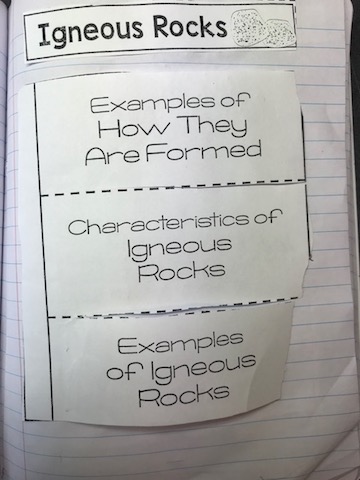 Igneous Rocks
Examples of
How They
Are Formed
Characteristics of
Igneous
Rocks
Examples
of Igneous
Rocks